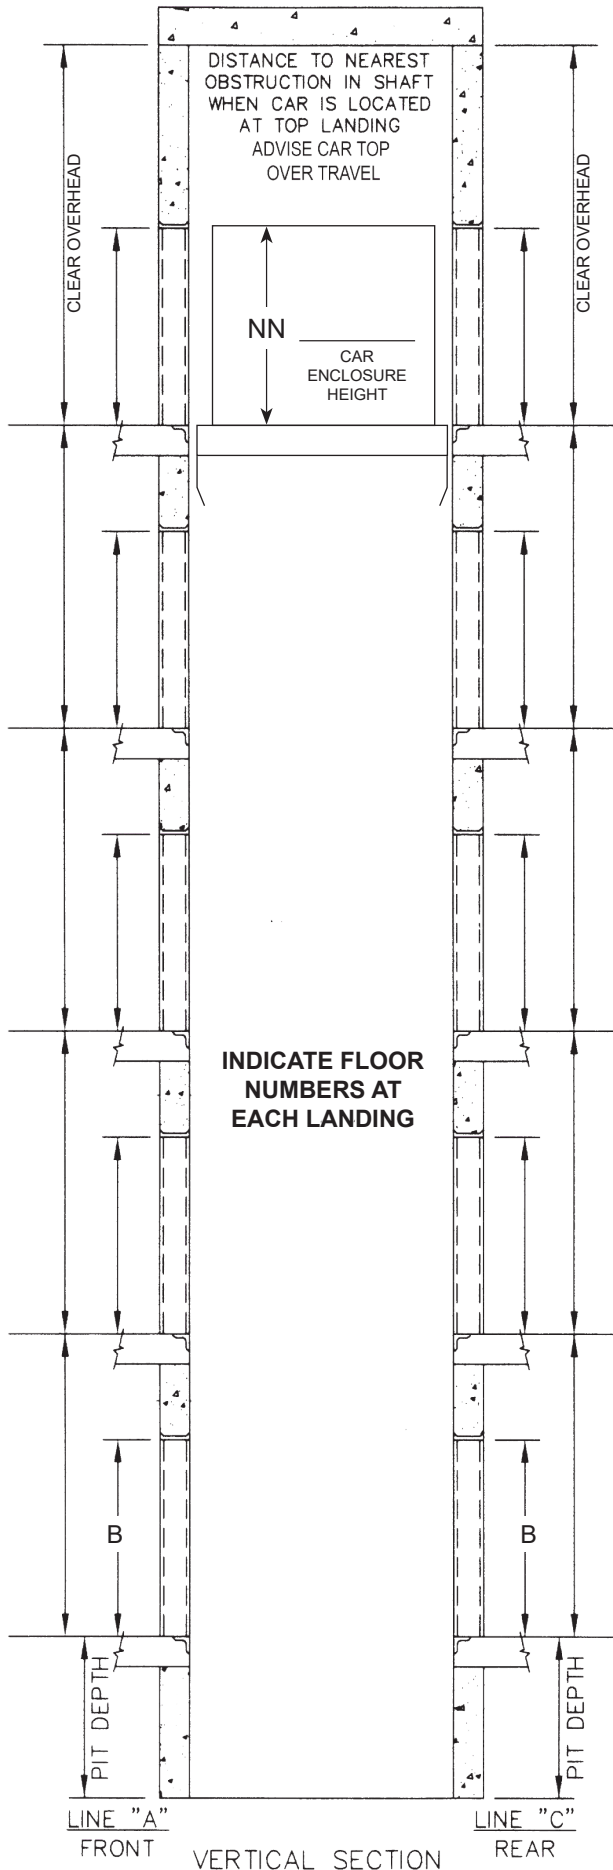 DISTANCE TO NEAREST
OBSTRUCTION IN SHAFT
WHEN CAR IS LOCATED
AT TOP LANDING
ADVISE CAR TOP
OVER TRAVEL
CLEAR OVERHEAD
CLEAR OVERHEAD
NN
CAR
ENCLOSURE
HEIGHT
INDICATE FLOOR
NUMBERS AT
EACH LANDING
B
B
PIT DEPTH
PIT DEPTH
LINE "A"
FRONT
LINE "C"
REAR
VERTICAL SECTION